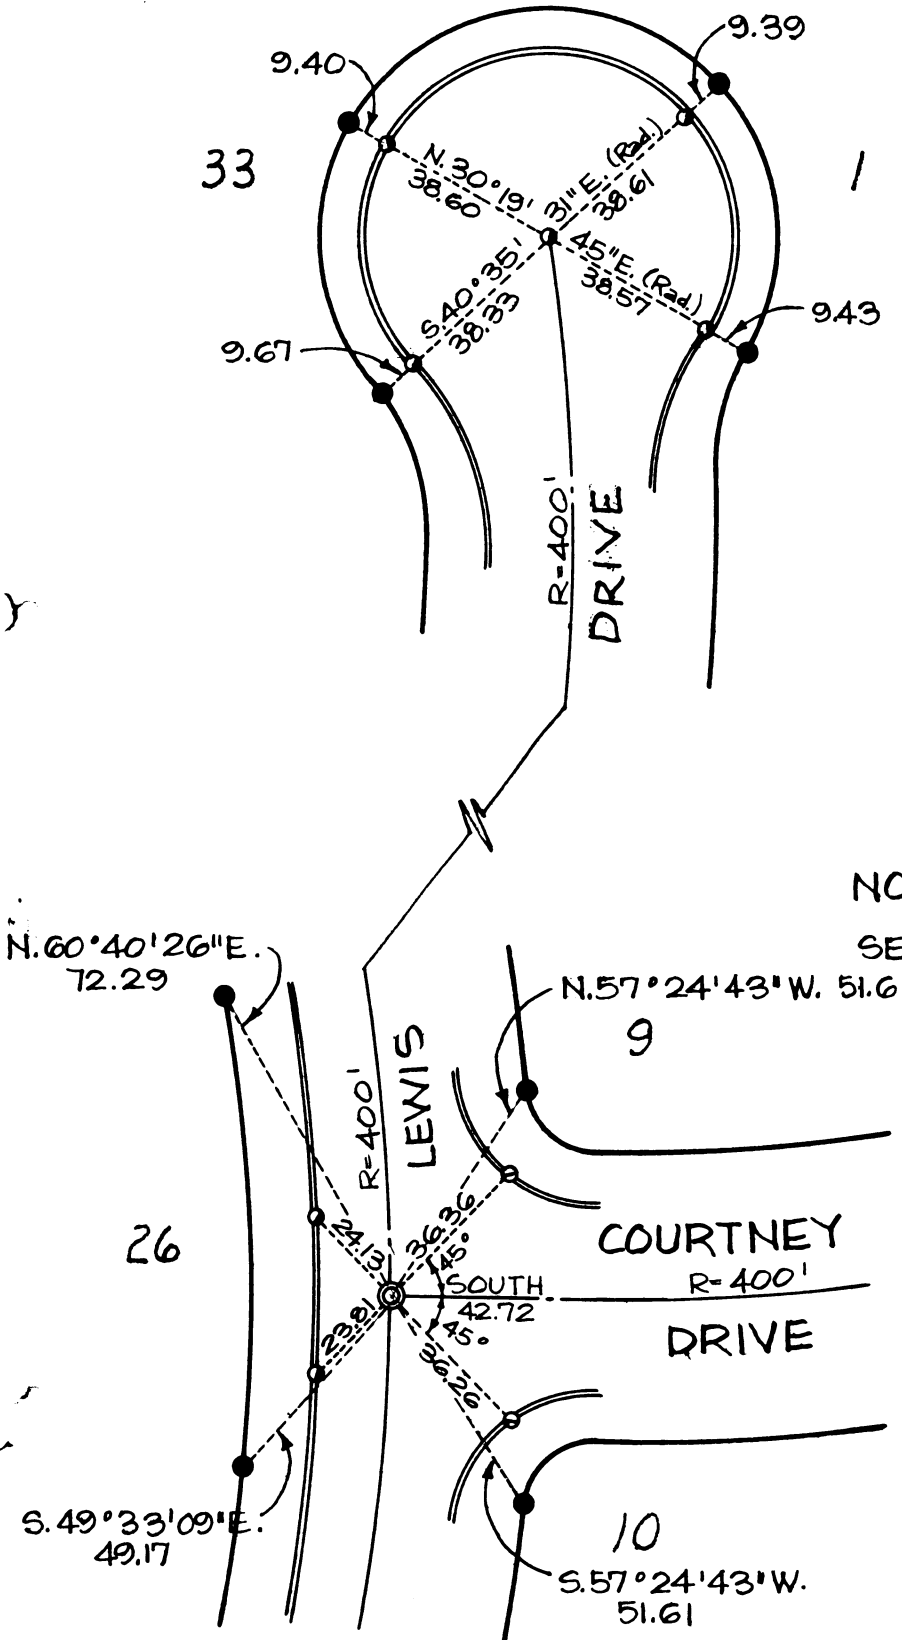 9.39
9.40
33
1
N.30°19'
38.60
31"E. (Rad.)
38.61
S.40°35'
38.33
45"E. (Rad.)
38.57
9.43
9.67
R=400'
DRIVE
NO
SE
N.60°40'26"E.
72.29
N.57°24'43"W. 51.6
9
LEWIS
R=400'
26
24.13
36.36
45°
COURTNEY
R=400'
SOUTH
42.72
DRIVE
23.81
45°
36.26
S.49°33'09"E.
49.17
10
S.57°24'43"W.
51.61